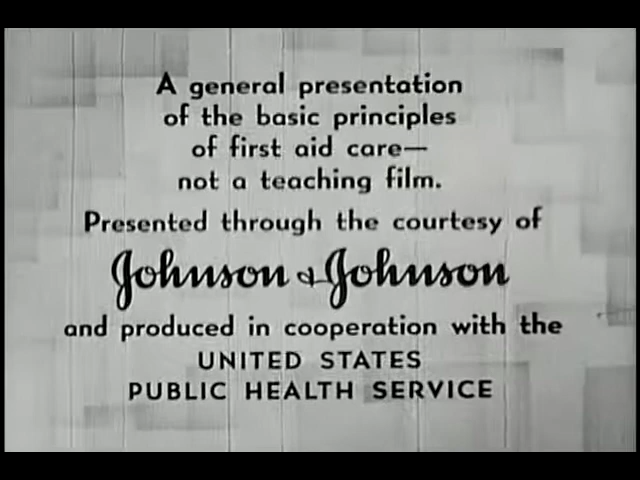 A general presentation
of the basic principles
of first aid care—
not a teaching film.
Presented through the courtesy of
Johnson & Johnson
and produced in cooperation with the
UNITED STATES
PUBLIC HEALTH SERVICE